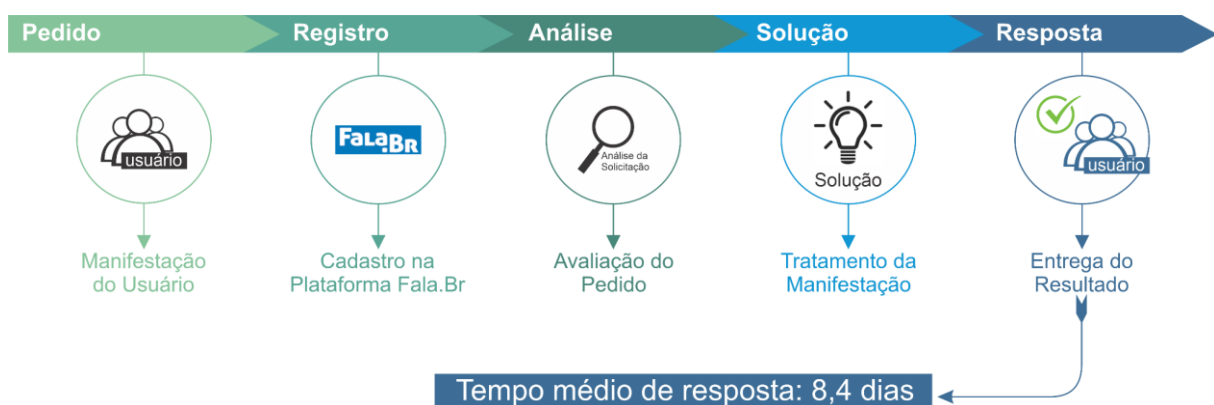 Pedido
Registro
Análise
Solução
Resposta
usuário
FALA.BR
Análise da
Solicitação
Solução
usuário
Manifestação
do Usuário
Cadastro na
Plataforma Fala.Br
Avaliação do
Pedido
Tratamento da
Manifestação
Entrega do
Resultado
Tempo médio de resposta: 8,4 dias